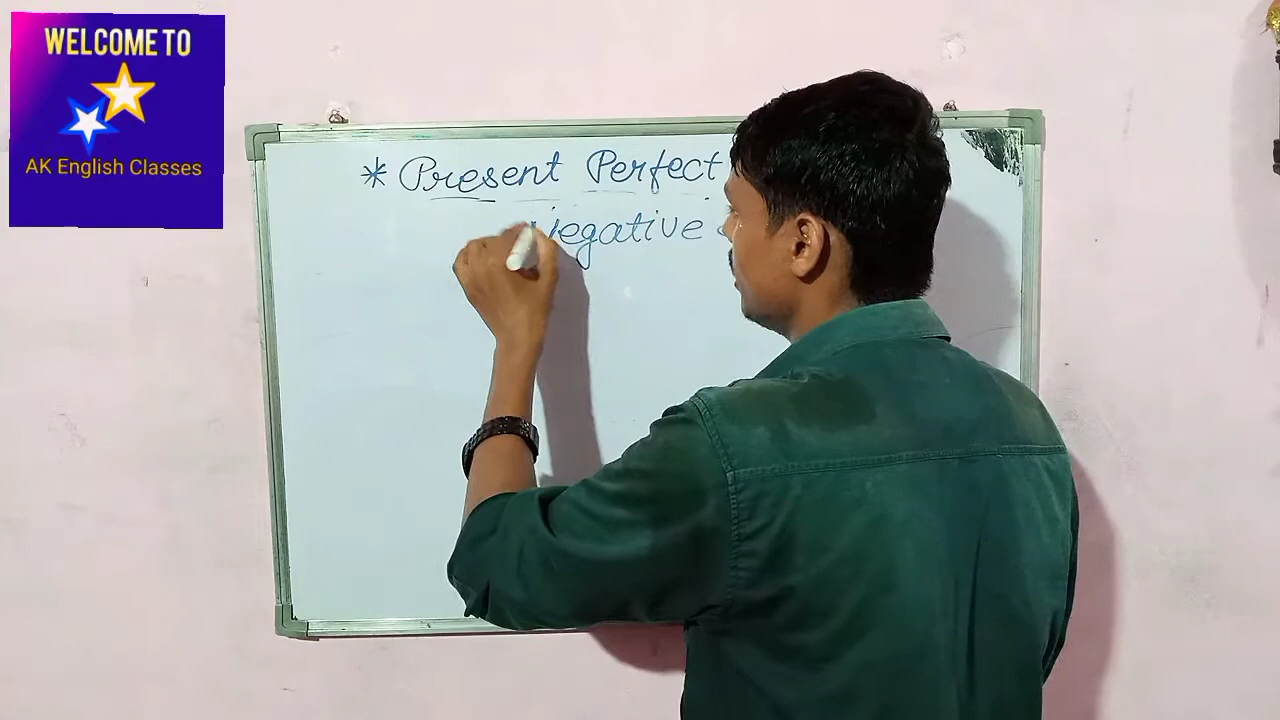 WELCOME TO
AK English Classes
* Present Perfect
Negative